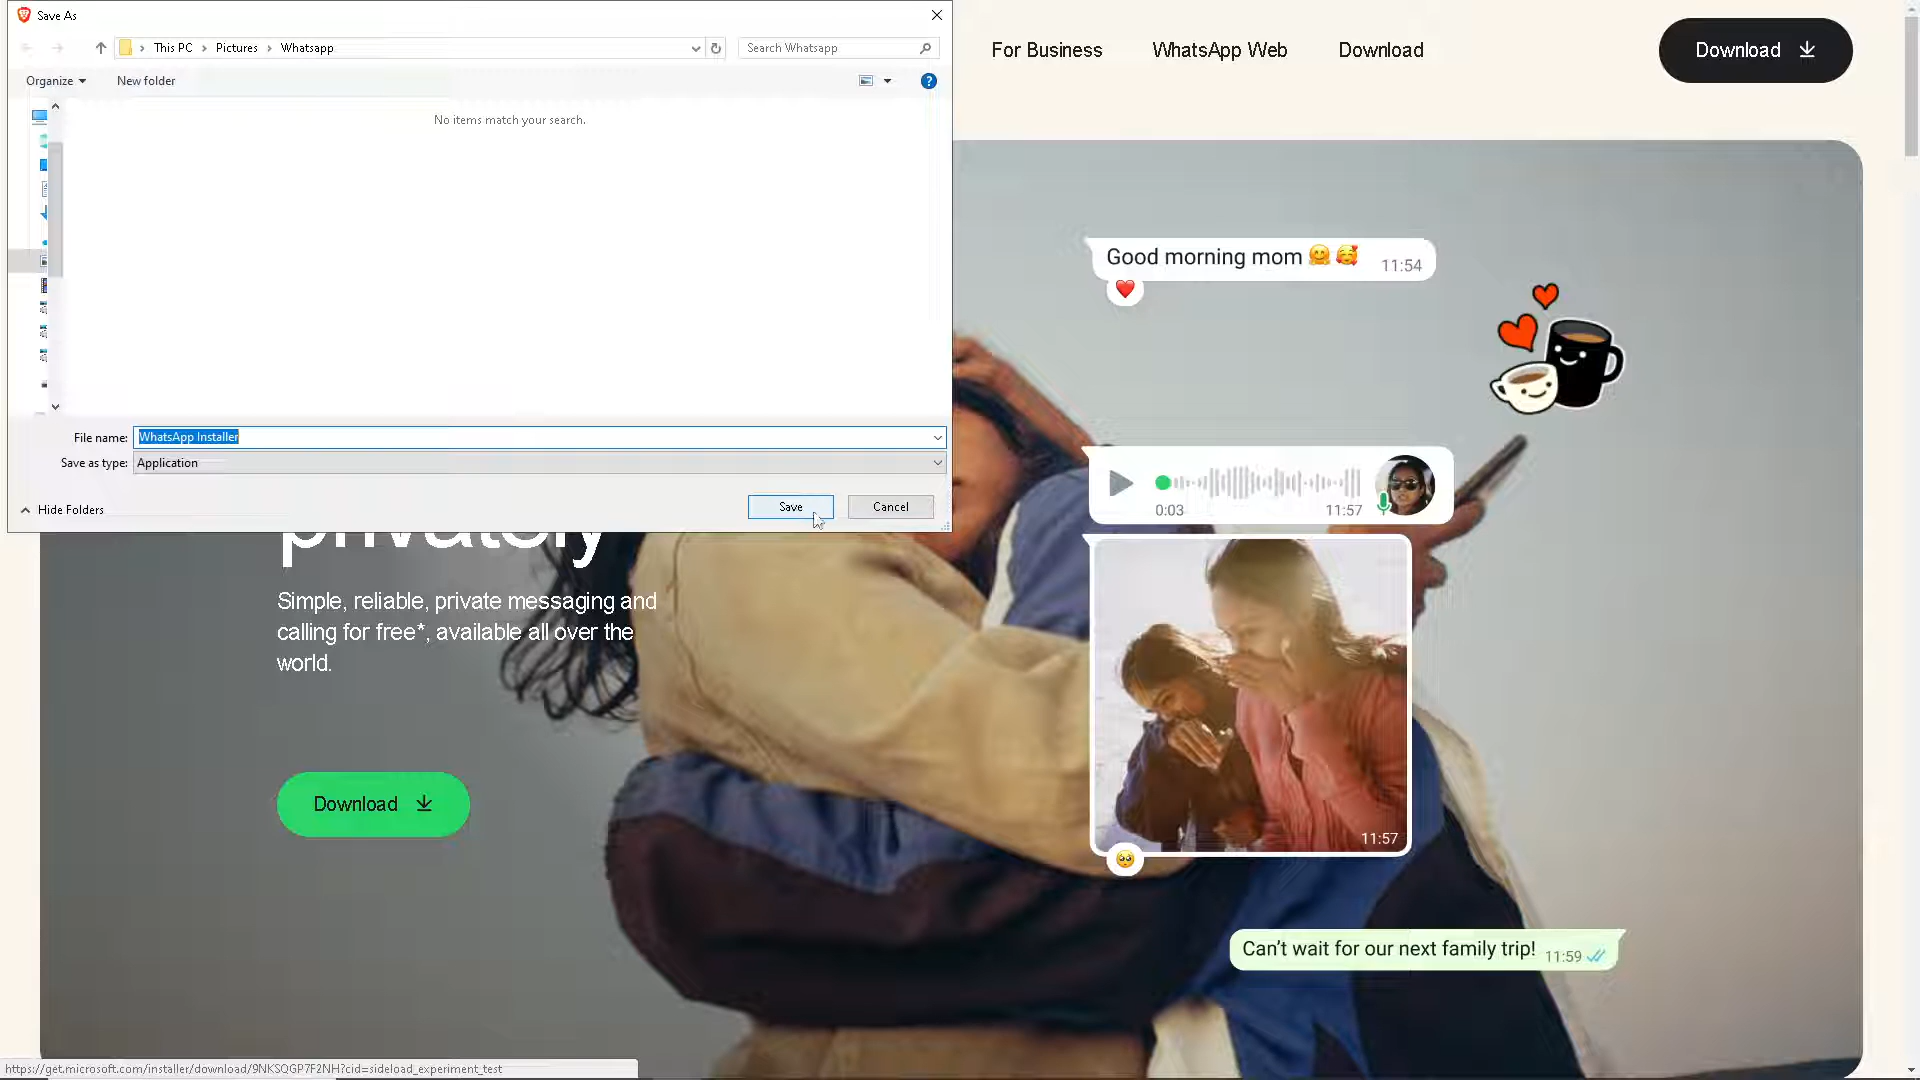 Save As
This PC > Pictures > Whatsapp
Search Whatsapp
Organize
New folder
No items match your search.
File name: WhatsApp Installer
Save as type: Application
Hide Folders
Save
Cancel
For Business
WhatsApp Web
Download
Download
privately
Simple, reliable, private messaging and
calling for free*, available all over the
world.
Download
Good morning mom 🤗 🥰 11:54
0:03
11:57
11:57
Can't wait for our next family trip! 11:59
https://get.microsoft.com/installer/download/9NKSQGP7F2NH?cid=sideload_experiment_test